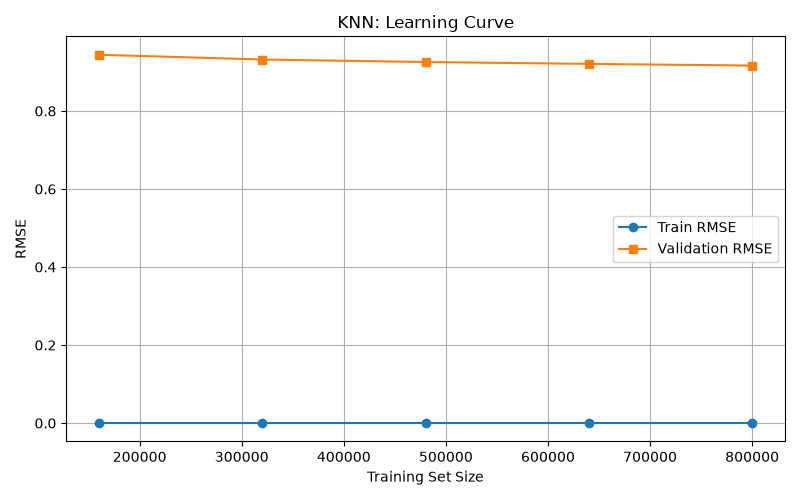 KNN: Learning Curve
RMSE
0.8
0.6
0.4
0.2
0.0
Train RMSE
Validation RMSE
200000 300000 400000 500000 600000 700000 800000
Training Set Size